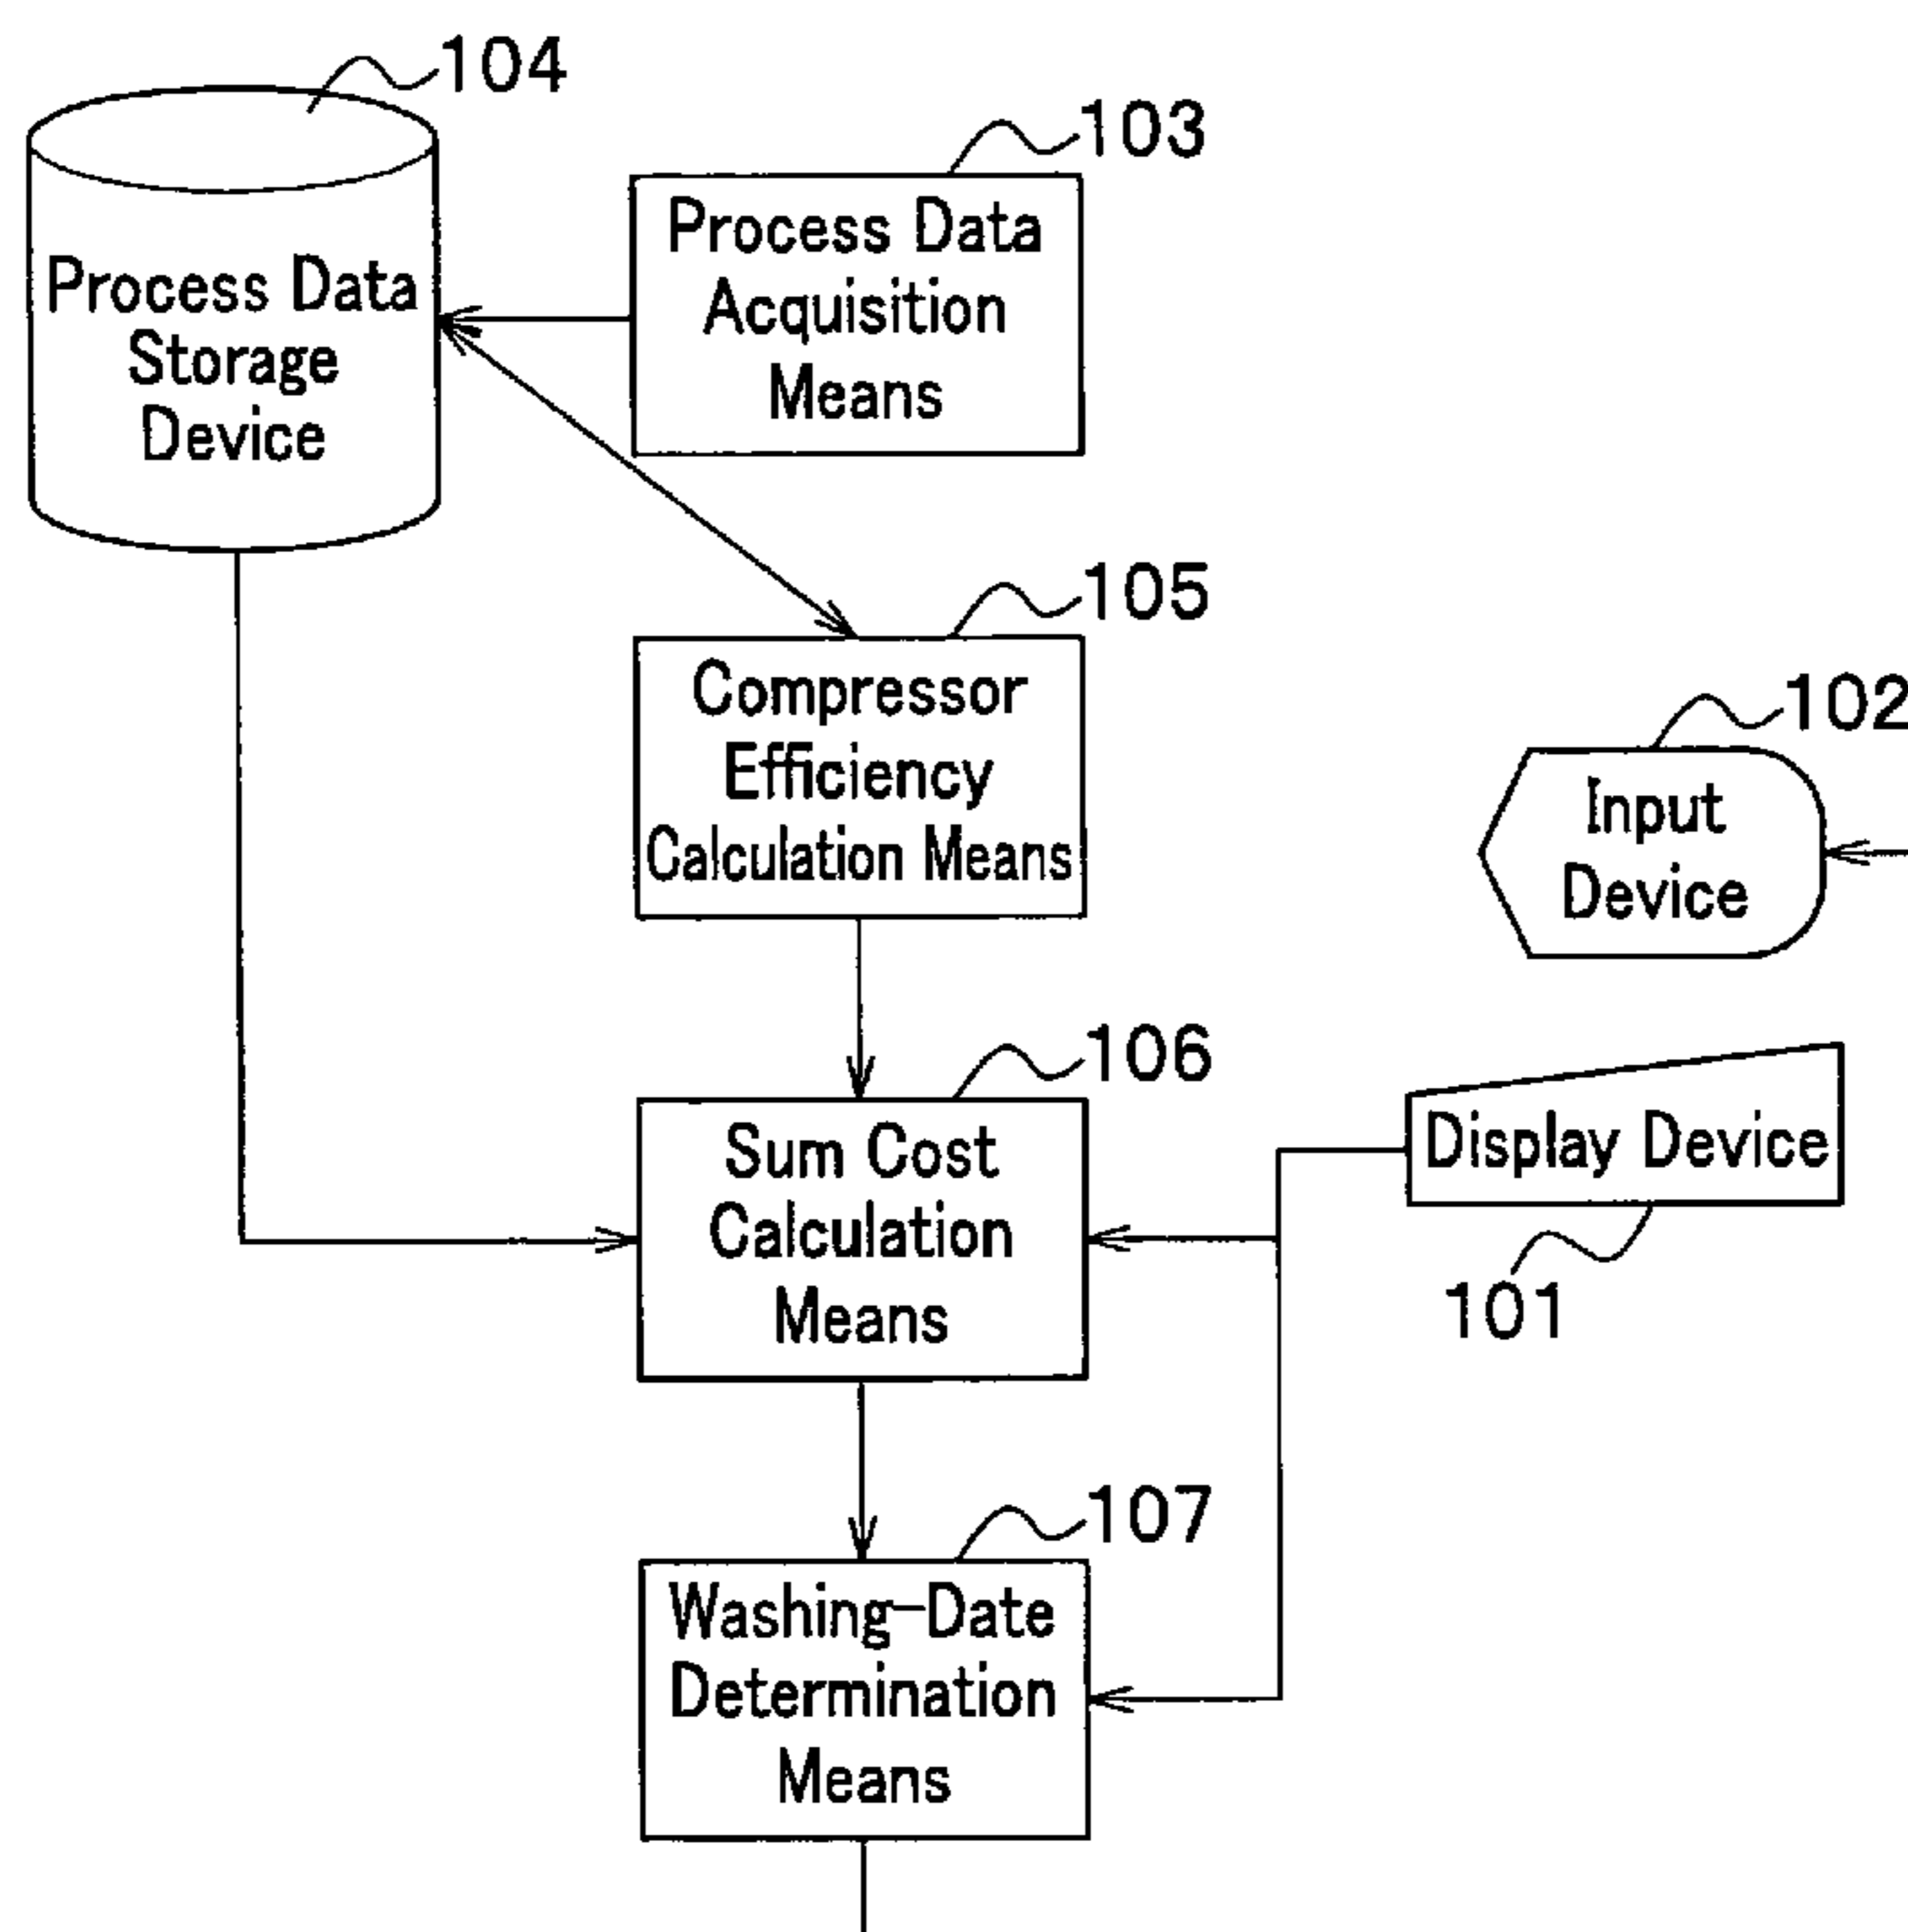 104
Process Data
Storage
Device
103
Process Data
Acquisition
Means
105
Compressor
Efficiency
Calculation Means
102
Input
Device
106
Sum Cost
Calculation
Means
Display Device
101
107
Washing-Date
Determination
Means